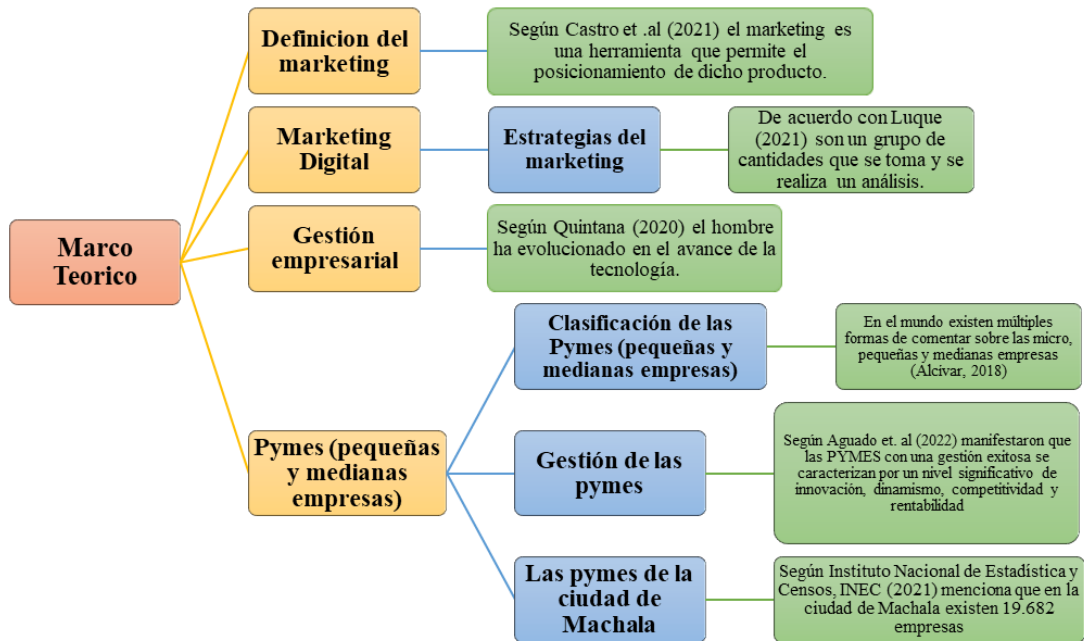 Definicion del
marketing
Según Castro et .al (2021) el marketing es
una herramienta que permite el
posicionamiento de dicho producto.
Marketing
Digital
Estrategias del
marketing
De acuerdo con Luque
(2021) son un grupo de
cantidades que se toma y se
realiza un análisis.
Marco
Teorico
Gestión
empresarial
Según Quintana (2020) el hombre
ha evolucionado en el avance de la
tecnología.
Pymes (pequeñas
y medianas
empresas)
Clasificación de las
Pymes (pequeñas y
medianas empresas)
En el mundo existen múltiples
formas de comentar sobre las micro,
pequeñas y medianas empresas
(Álcivar, 2018)
Gestión de las
pymes
Según Aguado et. al (2022) manifestaron que
las PYMES con una gestión exitosa se
caracterizan por un nivel significativo de
innovación, dinamismo, competitividad y
rentabilidad
Las pymes de la
ciudad de
Machala
Según Instituto Nacional de Estadística y
Censos, INEC (2021) menciona que en la
ciudad de Machala existen 19.682
empresas